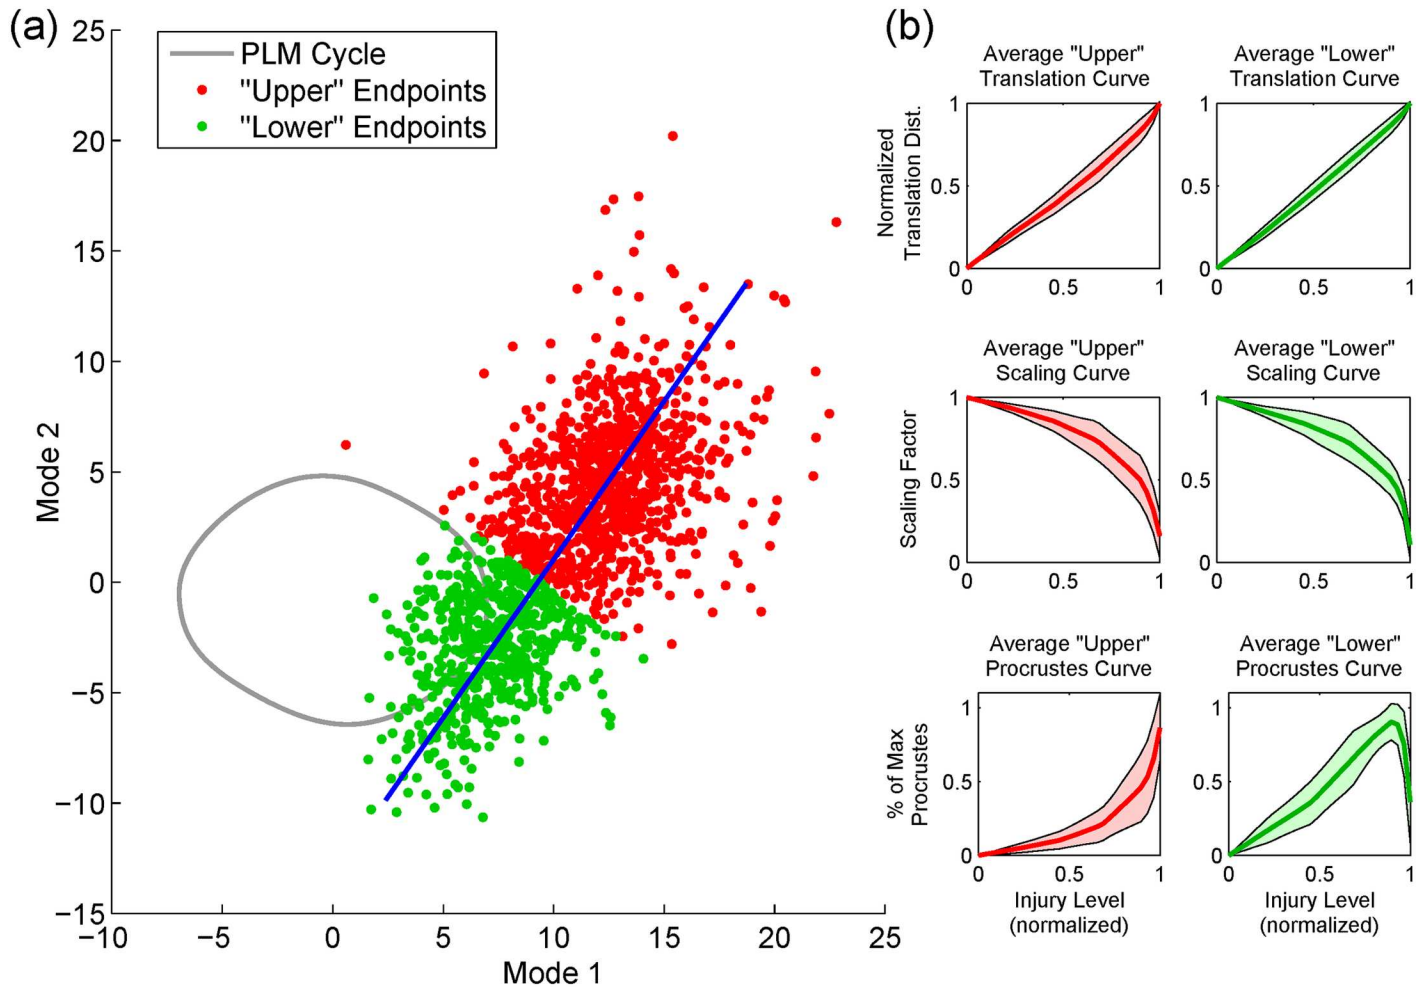 (a)
25
20
15
10
5
0
−5
−10
−15
−10
−5
0
5
10
15
20
25
Mode 2
Mode 1
PLM Cycle
"Upper" Endpoints
"Lower" Endpoints
(b)
Average "Upper"
Translation Curve
Normalized
Translation Dist.
1
0.5
0
0
0.5
1
Average "Lower"
Translation Curve
1
0.5
0
0
0.5
1
Average "Upper"
Scaling Curve
Scaling Factor
1
0.5
0
0
0.5
1
Average "Lower"
Scaling Curve
1
0.5
0
0
0.5
1
Average "Upper"
Procrustes Curve
% of Max
Procrustes
1
0.5
0
0
0.5
1
Injury Level
(normalized)
Average "Lower"
Procrustes Curve
1
0.5
0
0
0.5
1
Injury Level
(normalized)